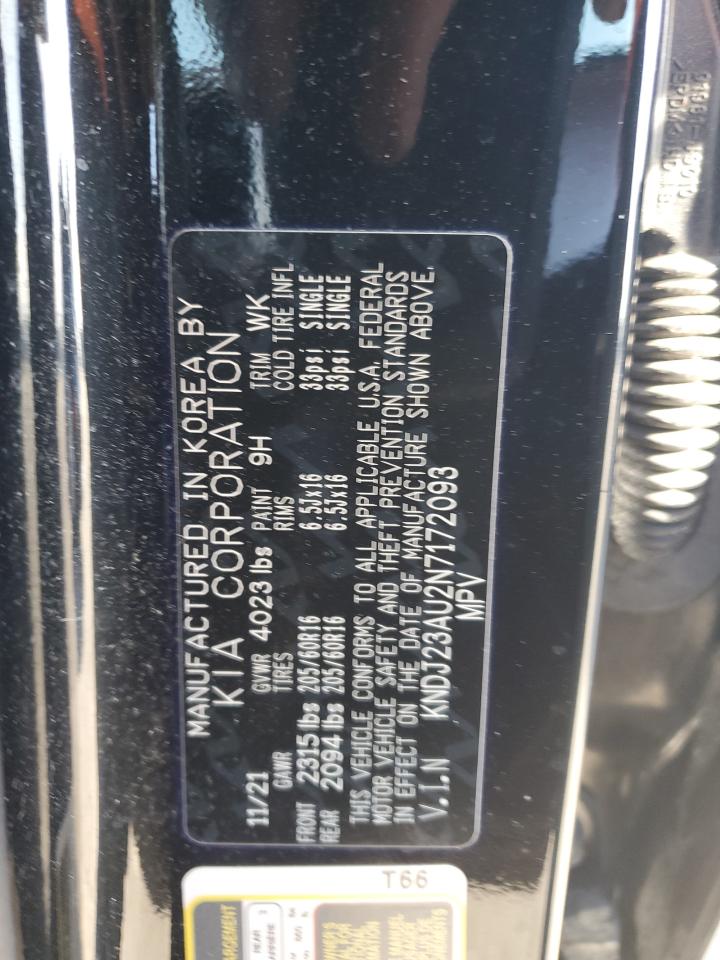 MANUFACTURED IN KOREA BY
KIA CORPORATION
11/21 GVWR 4023 lbs PAINT 9H TRIM WK
GAWR TIRES RIMS COLD TIRE INFL
FRONT 2315 lbs 205/60R16 6.5Jx16 33psi SINGLE
REAR 2094 lbs 205/60R16 6.5Jx16 33psi SINGLE
THIS VEHICLE CONFORMS TO ALL APPLICABLE U.S.A. FEDERAL
MOTOR VEHICLE SAFETY AND THEFT PREVENTION STANDARDS
IN EFFECT ON THE DATE OF MANUFACTURE SHOWN ABOVE.
V.I.N KNDJ23AU2N7172093
MPV
T66
REAR